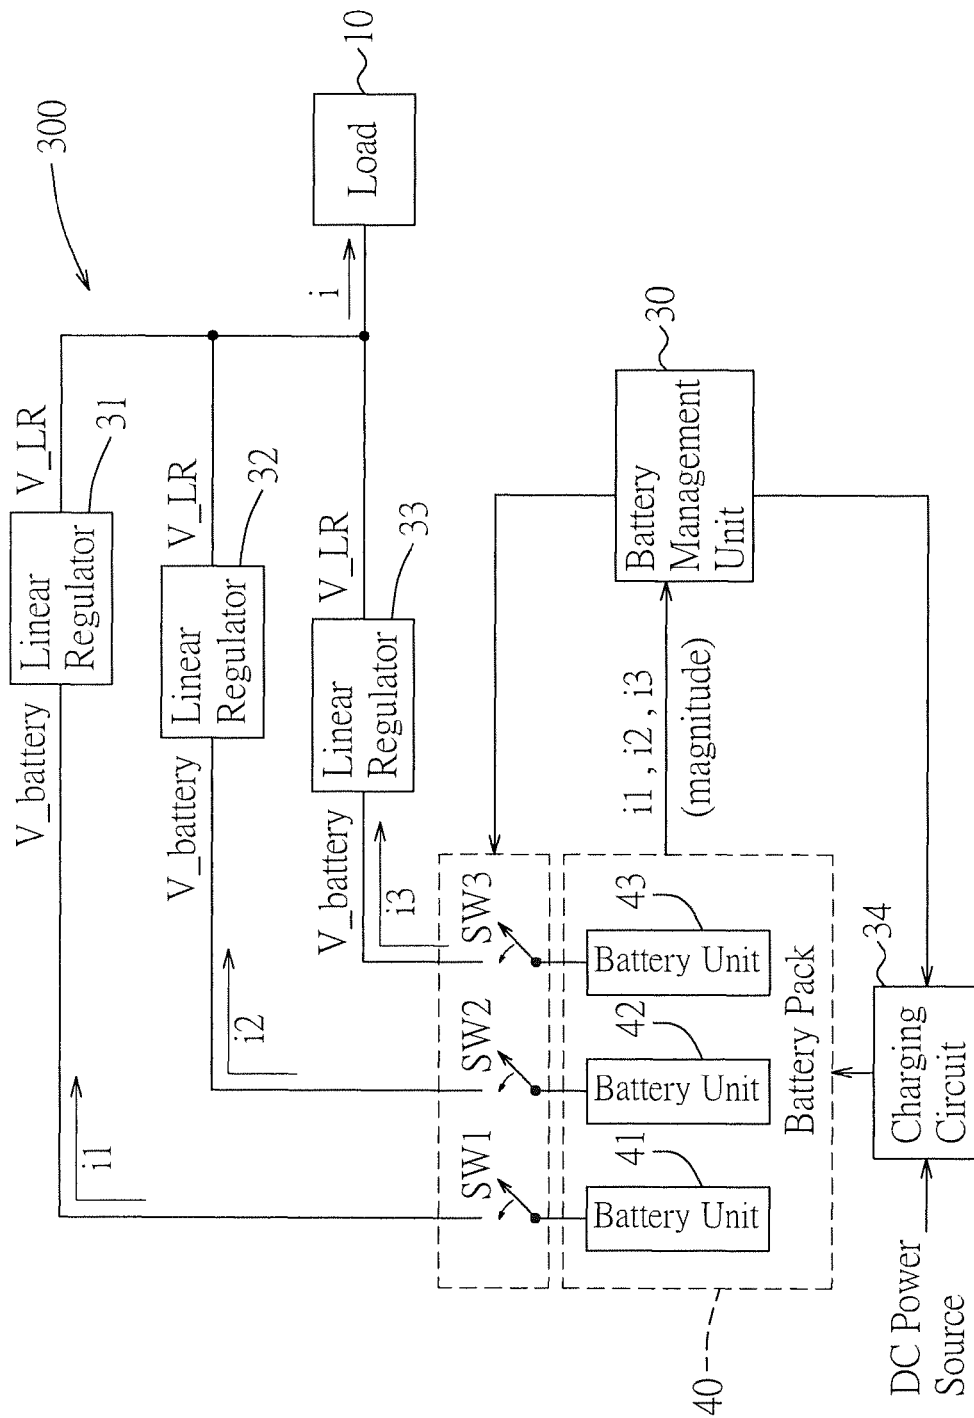 300
V_battery
Linear
Regulator
31
V_LR
i1
V_battery
Linear
Regulator
32
V_LR
i2
V_battery
Linear
Regulator
33
V_LR
i3
i
Load
10
SW1
SW2
SW3
Battery Unit
41
Battery Unit
42
Battery Unit
43
Battery Pack
40
i1 , i2 , i3
(magnitude)
Battery
Management
Unit
30
DC Power
Source
Charging
Circuit
34